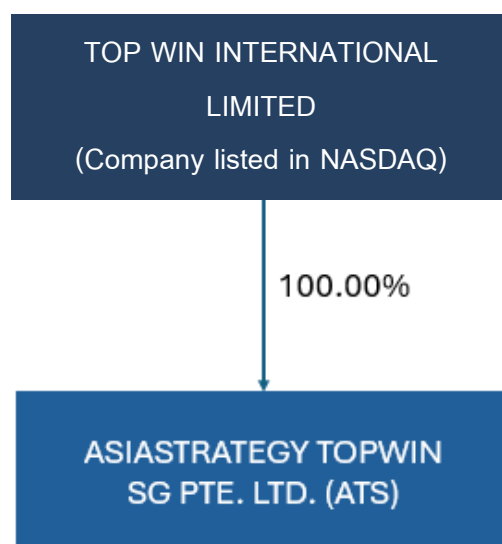 TOP WIN INTERNATIONAL
LIMITED
(Company listed in NASDAQ)
100.00%
ASIASTRATEGY TOPWIN
SG PTE. LTD. (ATS)